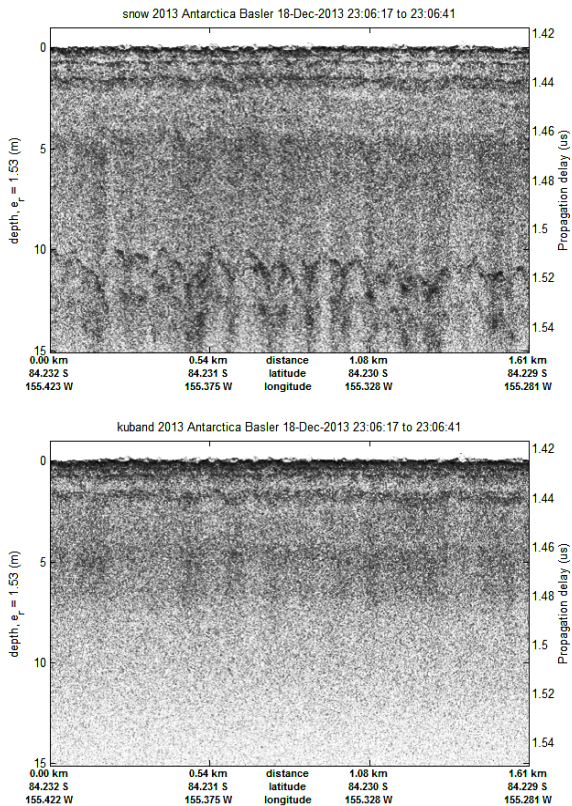 snow 2013 Antarctica Basler 18-Dec-2013 23:06:17 to 23:06:41
0
5
10
15
depth, e_r = 1.53 (m)
1.42
1.44
1.46
1.48
1.5
1.52
1.54
Propagation delay (us)
0.00 km 0.54 km distance 1.08 km 1.61 km
84.232 S 84.231 S latitude 84.230 S 84.229 S
155.423 W 155.375 W longitude 155.328 W 155.281 W
kuband 2013 Antarctica Basler 18-Dec-2013 23:06:17 to 23:06:41
0
5
10
15
depth, e_r = 1.53 (m)
1.42
1.44
1.46
1.48
1.5
1.52
1.54
Propagation delay (us)
0.00 km 0.54 km distance 1.08 km 1.61 km
84.232 S 84.231 S latitude 84.230 S 84.229 S
155.422 W 155.375 W longitude 155.328 W 155.281 W